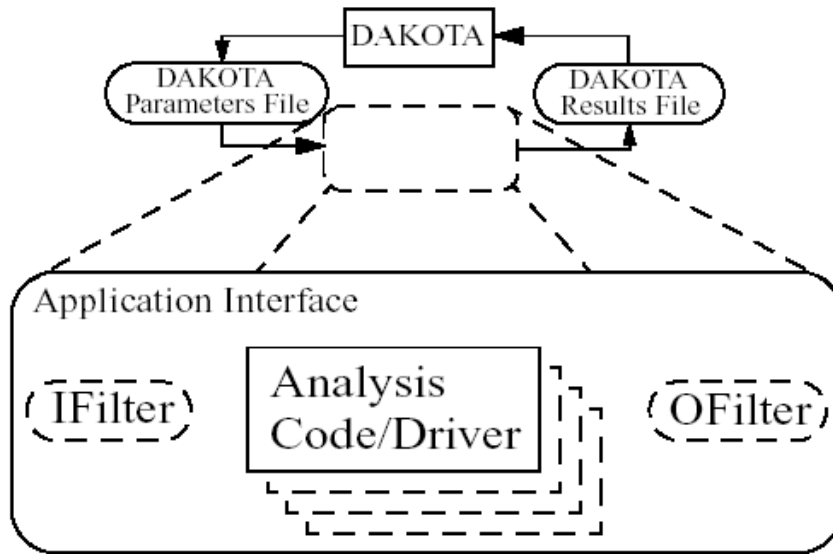 DAKOTA
DAKOTA
Parameters File
DAKOTA
Results File
Application Interface
IFilter
Analysis
Code/Driver
OFilter